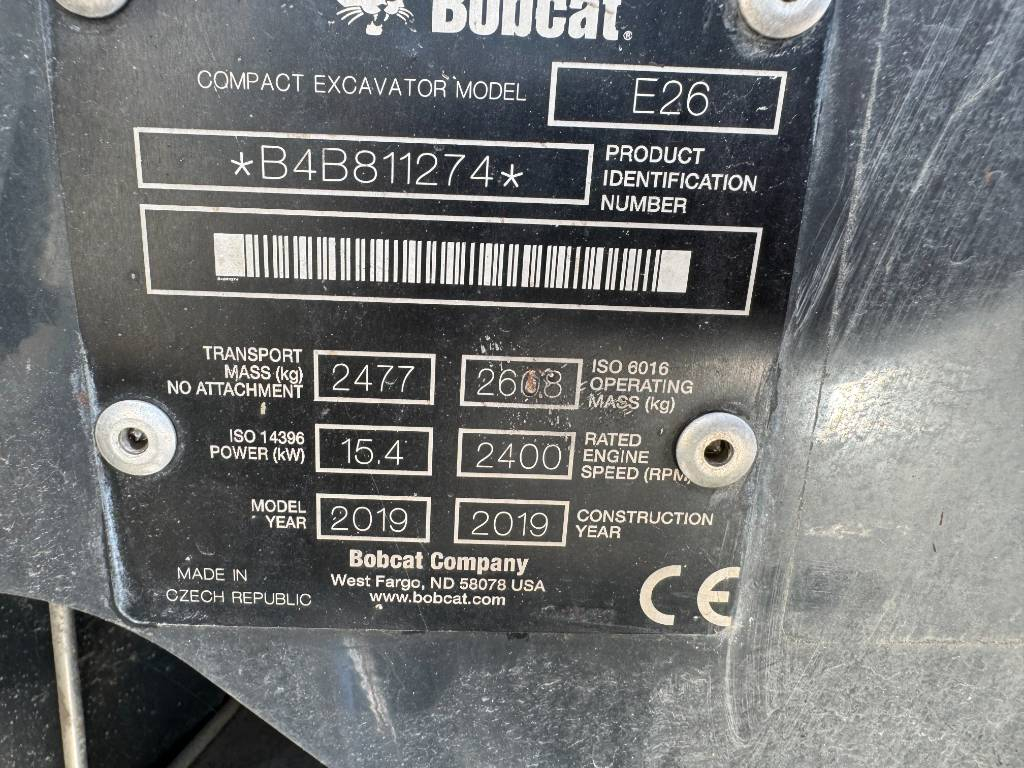 Bobcat®
COMPACT EXCAVATOR MODEL E26
*B4B811274*
PRODUCT
IDENTIFICATION
NUMBER
TRANSPORT
MASS (kg)
NO ATTACHMENT
2477
2608
ISO 6016
OPERATING
MASS (kg)
ISO 14396
POWER (kW)
15.4
2400
RATED
ENGINE
SPEED (RPM)
MODEL
YEAR
2019
2019
CONSTRUCTION
YEAR
Bobcat Company
West Fargo, ND 58078 USA
www.bobcat.com
MADE IN
CZECH REPUBLIC
CE